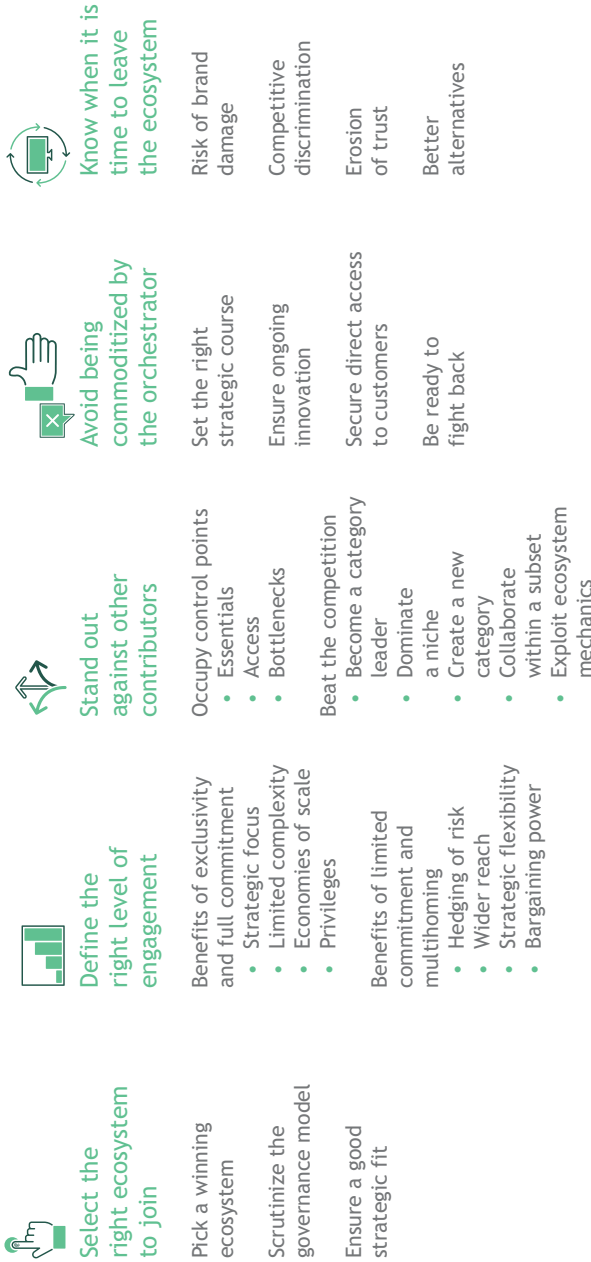 Select the
right ecosystem
to join
Pick a winning
ecosystem
Scrutinize the
governance model
Ensure a good
strategic fit
Define the
right level of
engagement
Benefits of exclusivity
and full commitment
• Strategic focus
• Limited complexity
• Economies of scale
• Privileges
Benefits of limited
commitment and
multihoming
• Hedging of risk
• Wider reach
• Strategic flexibility
• Bargaining power
Stand out
against other
contributors
Occupy control points
• Essentials
• Access
• Bottlenecks
Beat the competition
• Become a category
leader
• Dominate
a niche
• Create a new
category
• Collaborate
within a subset
• Exploit ecosystem
mechanics
Avoid being
commoditized by
the orchestrator
Set the right
strategic course
Ensure ongoing
innovation
Secure direct access
to customers
Be ready to
fight back
Know when it is
time to leave
the ecosystem
Risk of brand
damage
Competitive
discrimination
Erosion
of trust
Better
alternatives